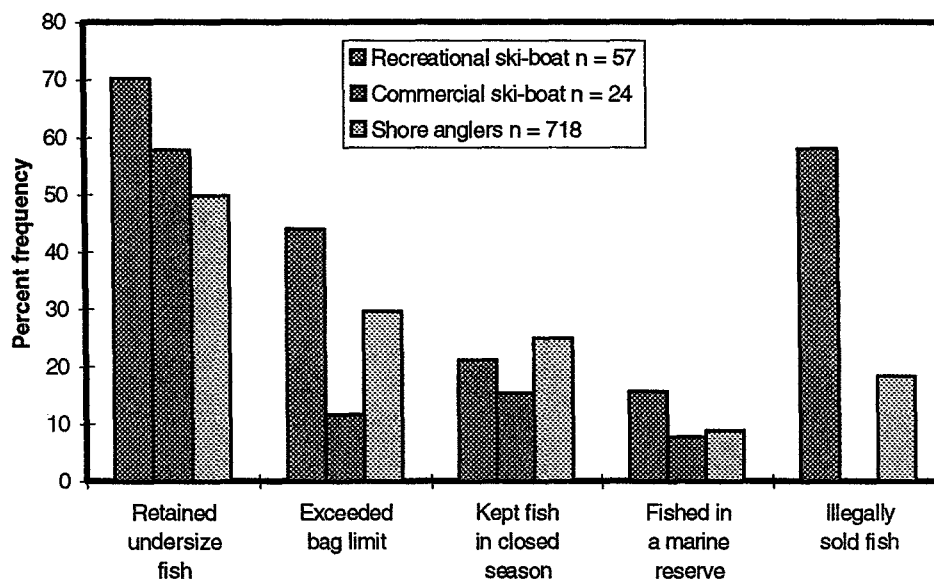 80
70
60
50
40
30
20
10
0
Percent frequency
Recreational ski-boat n = 57
Commercial ski-boat n = 24
Shore anglers n = 718
Retained
undersize
fish
Exceeded
bag limit
Kept fish
in closed
season
Fished in
a marine
reserve
Illegally
sold fish